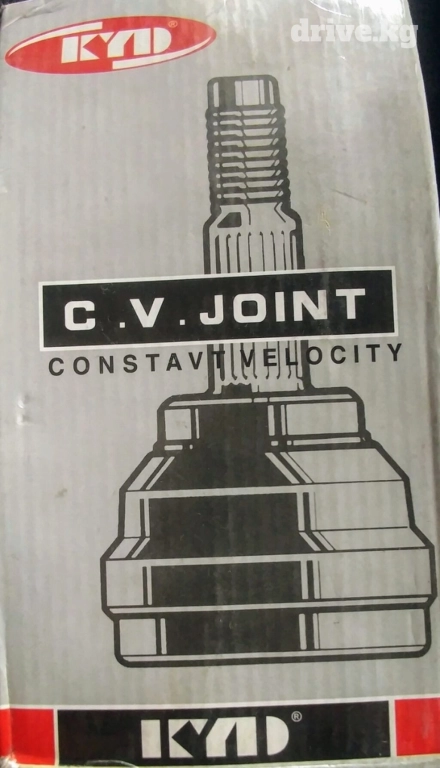 KYD®
drive.kg
C.V.JOINT
CONSTAVT VELOCITY
KYD®